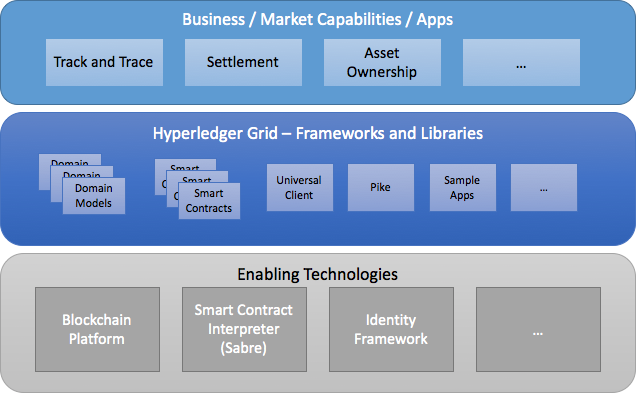 Business / Market Capabilities / Apps
Track and Trace
Settlement
Asset
Ownership
...
Hyperledger Grid – Frameworks and Libraries
Domain
Domain
Domain
Models
Smart
Smart
Smart
Contracts
Universal
Client
Pike
Sample
Apps
...
Enabling Technologies
Blockchain
Platform
Smart Contract
Interpreter
(Sabre)
Identity
Framework
...